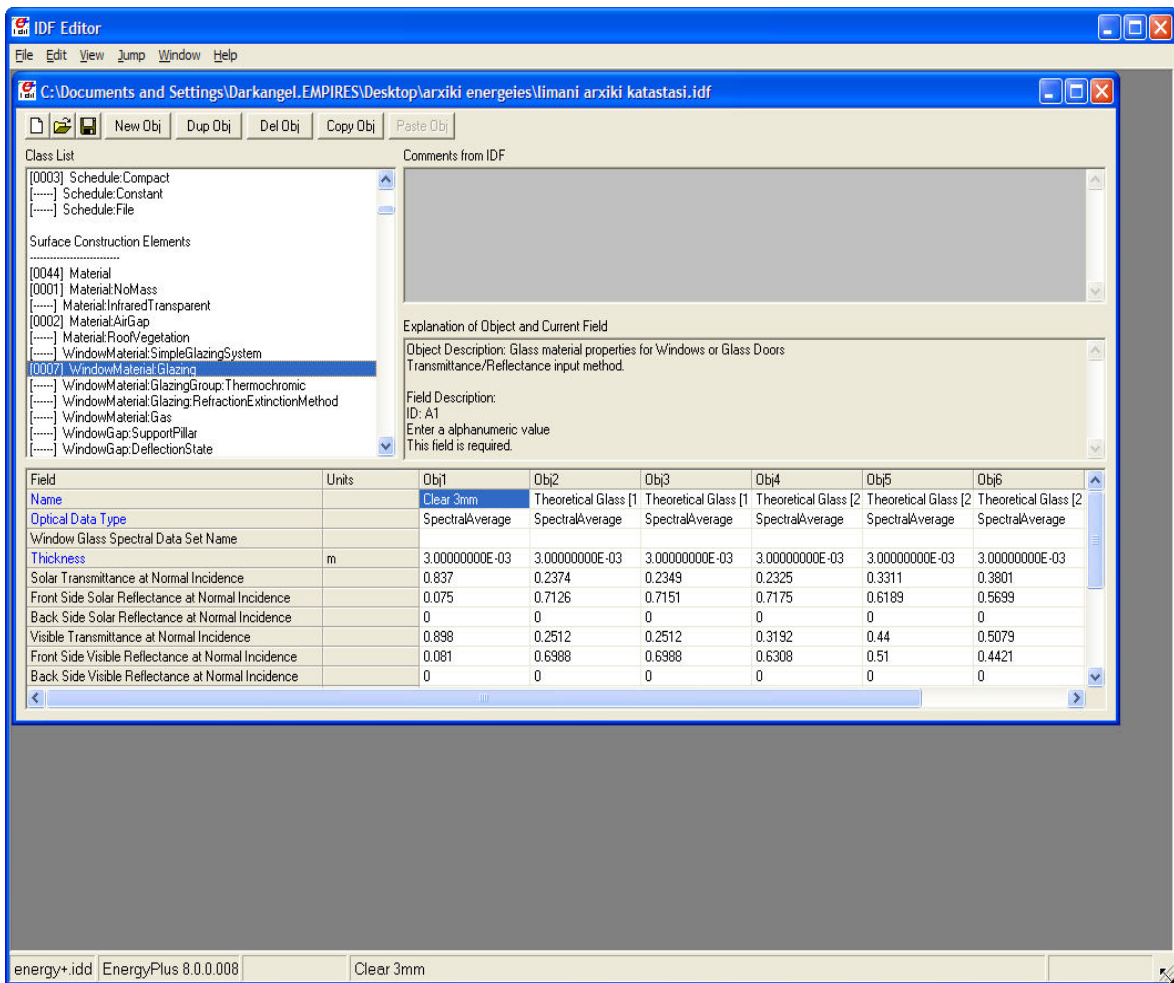 IDF Editor
File Edit View Jump Window Help
C:\Documents and Settings\Darkangel.EMPIRES\Desktop\arxiki energeies\limani arxiki katastasi.idf
New Obj Dup Obj Del Obj Copy Obj Paste Obj
Class List
Comments from IDF
[0003] Schedule:Compact
[------] Schedule:Constant
[------] Schedule:File
Surface Construction Elements
--------------------------
[0044] Material
[0001] Material:NoMass
[------] Material:InfraredTransparent
[0002] Material:AirGap
[------] Material:RoofVegetation
[------] WindowMaterial:SimpleGlazingSystem
[0007] WindowMaterial:Glazing
[------] WindowMaterial:GlazingGroup:Thermochromic
[------] WindowMaterial:Glazing:RefractionExtinctionMethod
[------] WindowMaterial:Gas
[------] WindowGap:SupportPillar
[------] WindowGap:DeflectionState
Explanation of Object and Current Field
Object Description: Glass material properties for Windows or Glass Doors
Transmittance/Reflectance input method.
Field Description:
ID: A1
Enter a alphanumeric value
This field is required.
Field Units Obj1 Obj2 Obj3 Obj4 Obj5 Obj6
Name Clear 3mm Theoretical Glass [1 Theoretical Glass [1 Theoretical Glass [2 Theoretical Glass [2 Theoretical Glass [2
Optical Data Type SpectralAverage SpectralAverage SpectralAverage SpectralAverage SpectralAverage SpectralAverage
Window Glass Spectral Data Set Name
Thickness m 3.00000000E-03 3.00000000E-03 3.00000000E-03 3.00000000E-03 3.00000000E-03 3.00000000E-03
Solar Transmittance at Normal Incidence 0.837 0.2374 0.2349 0.2325 0.3311 0.3801
Front Side Solar Reflectance at Normal Incidence 0.075 0.7126 0.7151 0.7175 0.6189 0.5699
Back Side Solar Reflectance at Normal Incidence 0 0 0 0 0 0
Visible Transmittance at Normal Incidence 0.898 0.2512 0.2512 0.3192 0.44 0.5079
Front Side Visible Reflectance at Normal Incidence 0.081 0.6988 0.6988 0.6308 0.51 0.4421
Back Side Visible Reflectance at Normal Incidence 0 0 0 0 0 0
energy+.idd EnergyPlus 8.0.0.008 Clear 3mm